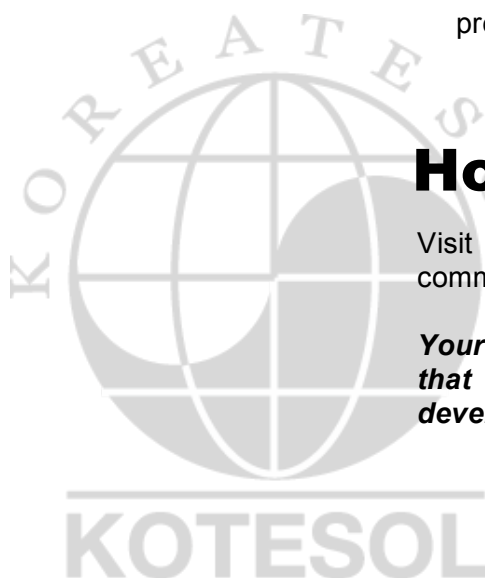 pr
K O R E A T E S
Ho
Visit
comm
Your
that
deve
KOTESOL